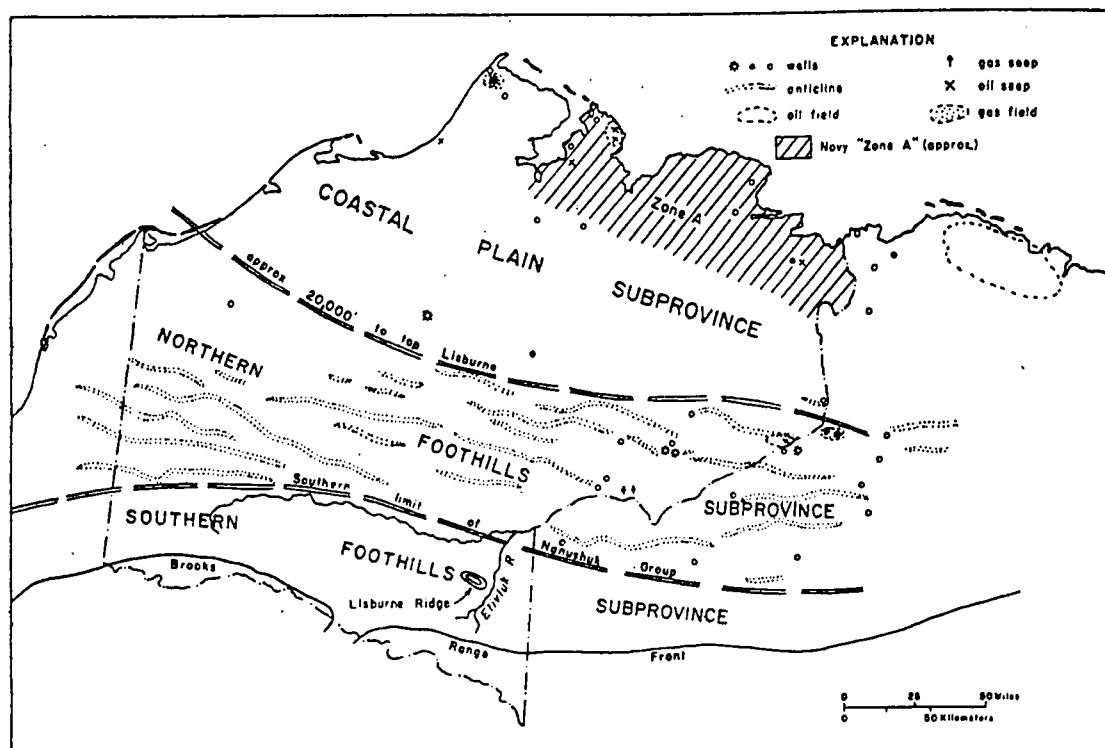 EXPLANATION
wells
gas seep
anticline
oil seep
oil field
gas field
Navy "Zone A" (approx.)
Zone A
COASTAL
PLAIN
SUBPROVINCE
approx 20,000' to top Lisburne
NORTHERN
FOOTHILLS
SUBPROVINCE
Southern limit of Nanushuk Group
SOUTHERN
FOOTHILLS
SUBPROVINCE
Lisburne Ridge
Etivluk R
Brooks Range Front
0 25 50 Miles
0 50 Kilometers